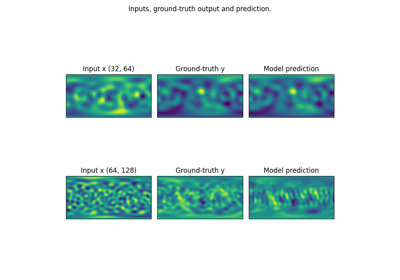 Inputs, ground-truth output and prediction.
Input x (32, 64) Ground-truth y Model prediction
Input x (64, 128) Ground-truth y Model prediction